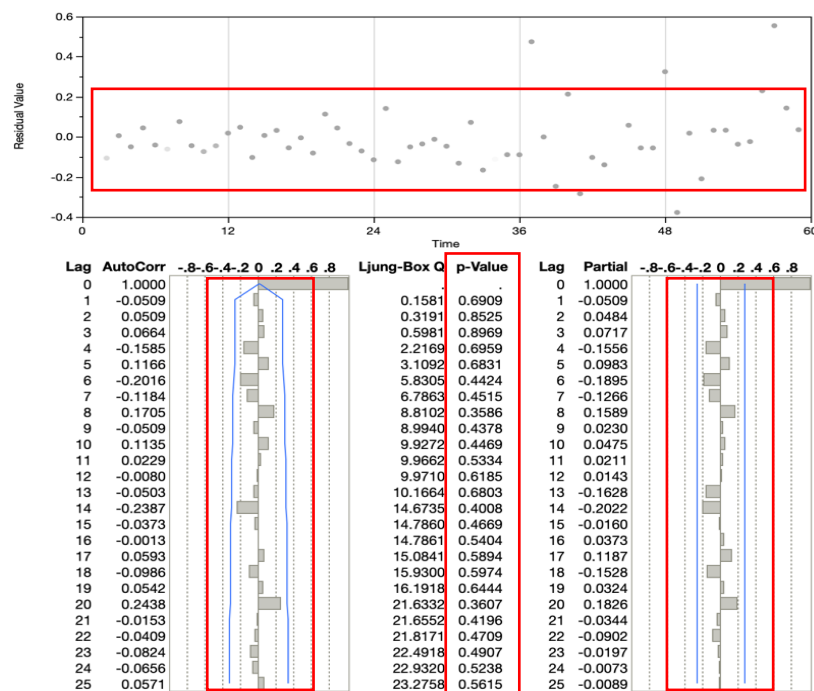 0.6
0.4
0.2
0.0
-0.2
-0.4
Residual Value
0 12 24 36 48 60
Time
Lag AutoCorr -.8-.6-.4-.2 0 .2 .4 .6 .8 Ljung-Box Q p-Value Lag Partial -.8-.6-.4-.2 0 .2 .4 .6 .8
0 1.0000 . . 0 1.0000
1 -0.0509 0.1581 0.6909 1 -0.0509
2 0.0509 0.3191 0.8525 2 0.0484
3 0.0664 0.5981 0.8969 3 0.0717
4 -0.1585 2.2169 0.6959 4 -0.1556
5 0.1166 3.1092 0.6831 5 0.0983
6 -0.2016 5.8305 0.4424 6 -0.1895
7 -0.1184 6.7863 0.4515 7 -0.1266
8 0.1705 8.8102 0.3586 8 0.1589
9 -0.0509 8.9940 0.4378 9 0.0230
10 0.1135 9.9272 0.4469 10 0.0475
11 0.0229 9.9662 0.5334 11 0.0211
12 -0.0080 9.9710 0.6185 12 0.0143
13 -0.0503 10.1664 0.6803 13 -0.1628
14 -0.2387 14.6735 0.4008 14 -0.2022
15 -0.0373 14.7860 0.4669 15 -0.0160
16 -0.0013 14.7861 0.5404 16 0.0373
17 0.0593 15.0841 0.5894 17 0.1187
18 -0.0986 15.9300 0.5974 18 -0.1528
19 0.0542 16.1918 0.6444 19 0.0324
20 0.2438 21.6332 0.3607 20 0.1826
21 -0.0153 21.6552 0.4196 21 -0.0344
22 -0.0409 21.8171 0.4709 22 -0.0902
23 -0.0824 22.4918 0.4907 23 -0.0197
24 -0.0656 22.9320 0.5238 24 -0.0073
25 0.0571 23.2758 0.5615 25 -0.0089